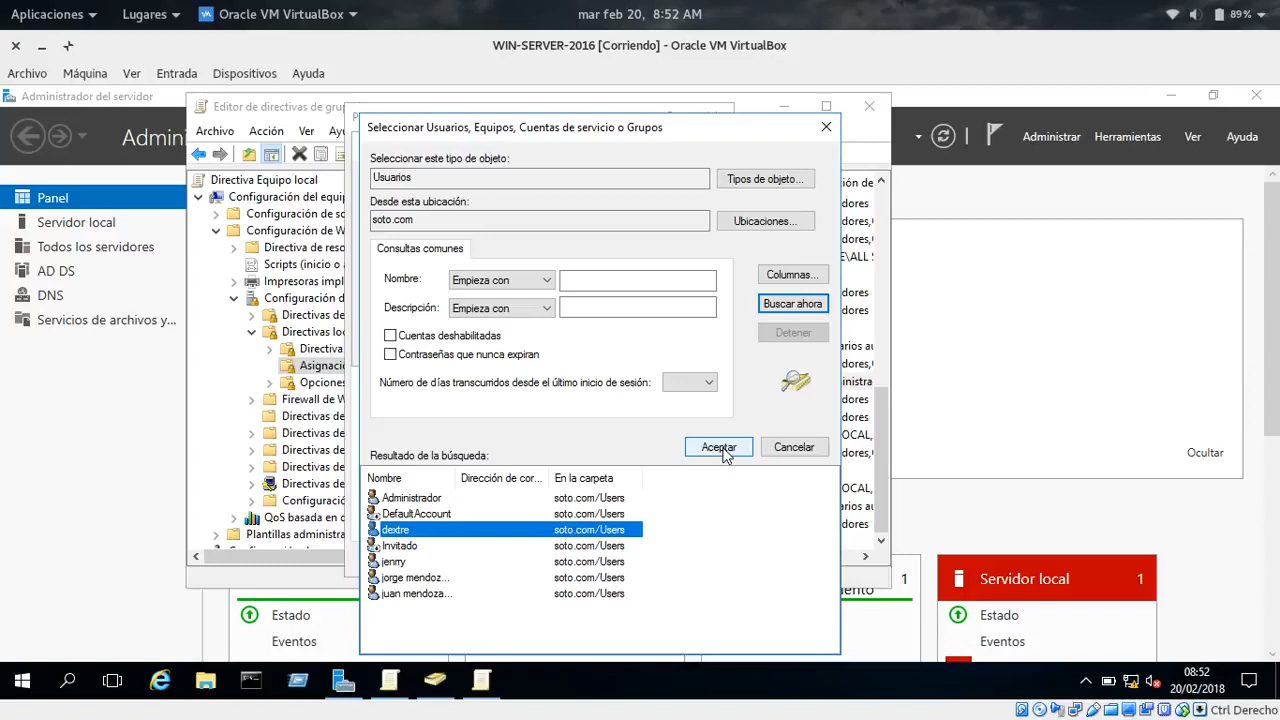 Aplicaciones Lugares Oracle VM VirtualBox mar feb 20, 8:52 AM 89%
WIN-SERVER-2016 [Corriendo] - Oracle VM VirtualBox
Archivo Máquina Ver Entrada Dispositivos Ayuda
Administrador del servidor
Editor de directivas de gru
Seleccionar Usuarios, Equipos, Cuentas de servicio o Grupos
Archivo Acción Ver
Admin
Administrar Herramientas Ver Ayuda
Panel
Servidor local
Todos los servidores
AD DS
DNS
Servicios de archivos y...
Directiva Equipo local
Configuración del equip
Configuración de so
Configuración de W
Directiva de reso
Scripts (inicio o a
Impresoras impl
Configuración d
Directivas de
Directivas loc
Directiva
Asignació
Opciones
Firewall de W
Directivas de
Directivas de
Directivas de
Directivas de
Directivas de
Configuració
QoS basada en d
Plantillas administra
Seleccionar este tipo de objeto:
Usuarios Tipos de objeto...
Desde esta ubicación:
soto.com Ubicaciones...
Consultas comunes
Nombre: Empieza con Columnas...
Descripción: Empieza con Buscar ahora
Cuentas deshabilitadas Detener
Contraseñas que nunca expiran
Número de días transcurridos desde el último inicio de sesión:
Aceptar Cancelar
Resultado de la búsqueda:
Nombre Dirección de cor... En la carpeta
Administrador soto.com/Users
DefaultAccount soto.com/Users
dextre soto.com/Users
Invitado soto.com/Users
jenrry soto.com/Users
jorge mendoz... soto.com/Users
juan mendoza... soto.com/Users
Ocultar
1 Servidor local 1
Estado Estado
Eventos Eventos
08:52
20/02/2018
Ctrl Derecho